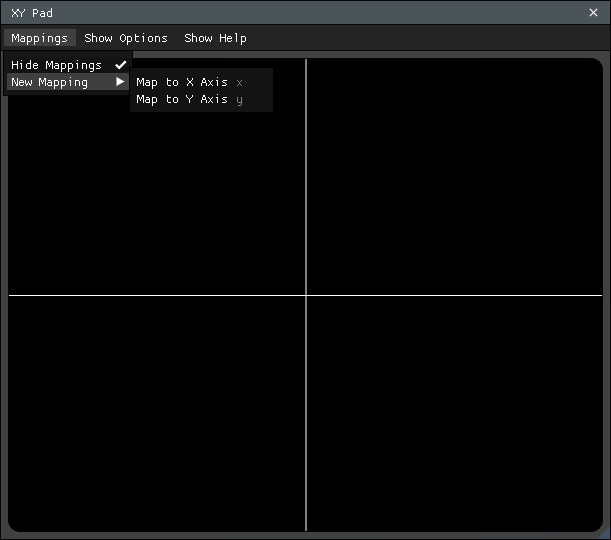 XY Pad
Mappings Show Options Show Help
Hide Mappings
New Mapping
Map to X Axis x
Map to Y Axis y